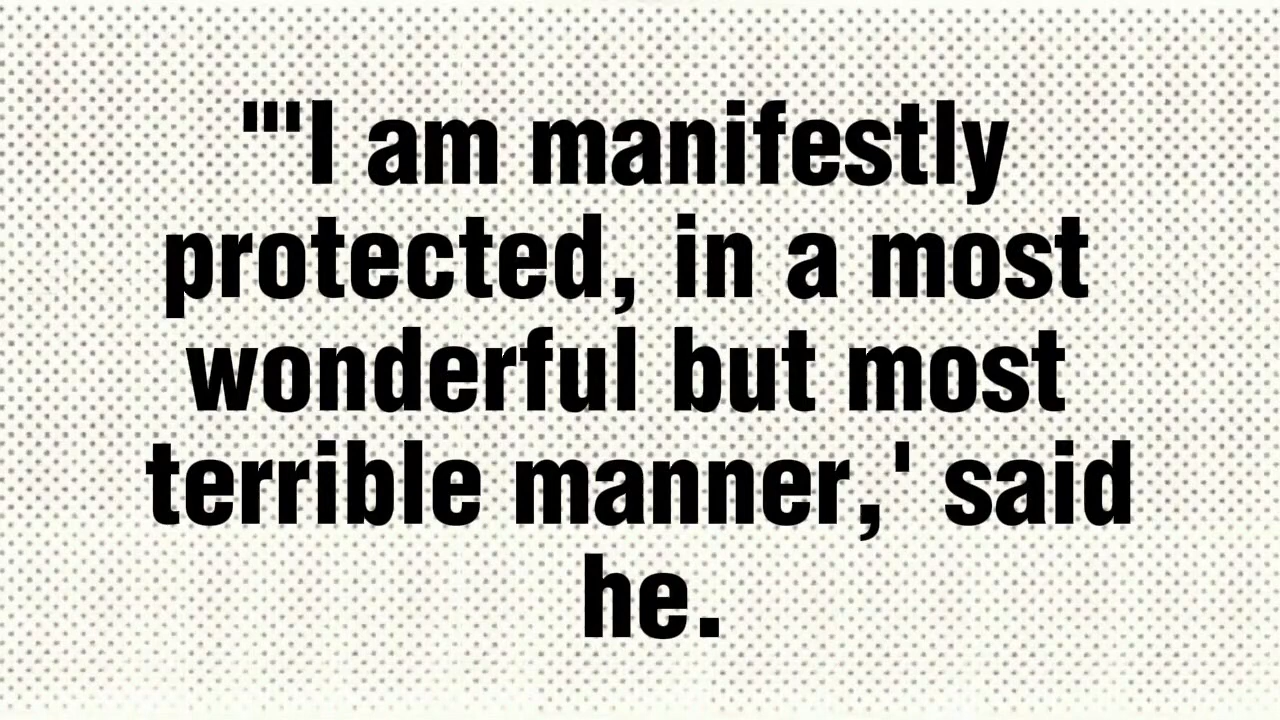 "'I am manifestly
protected, in a most
wonderful but most
terrible manner,' said
he.